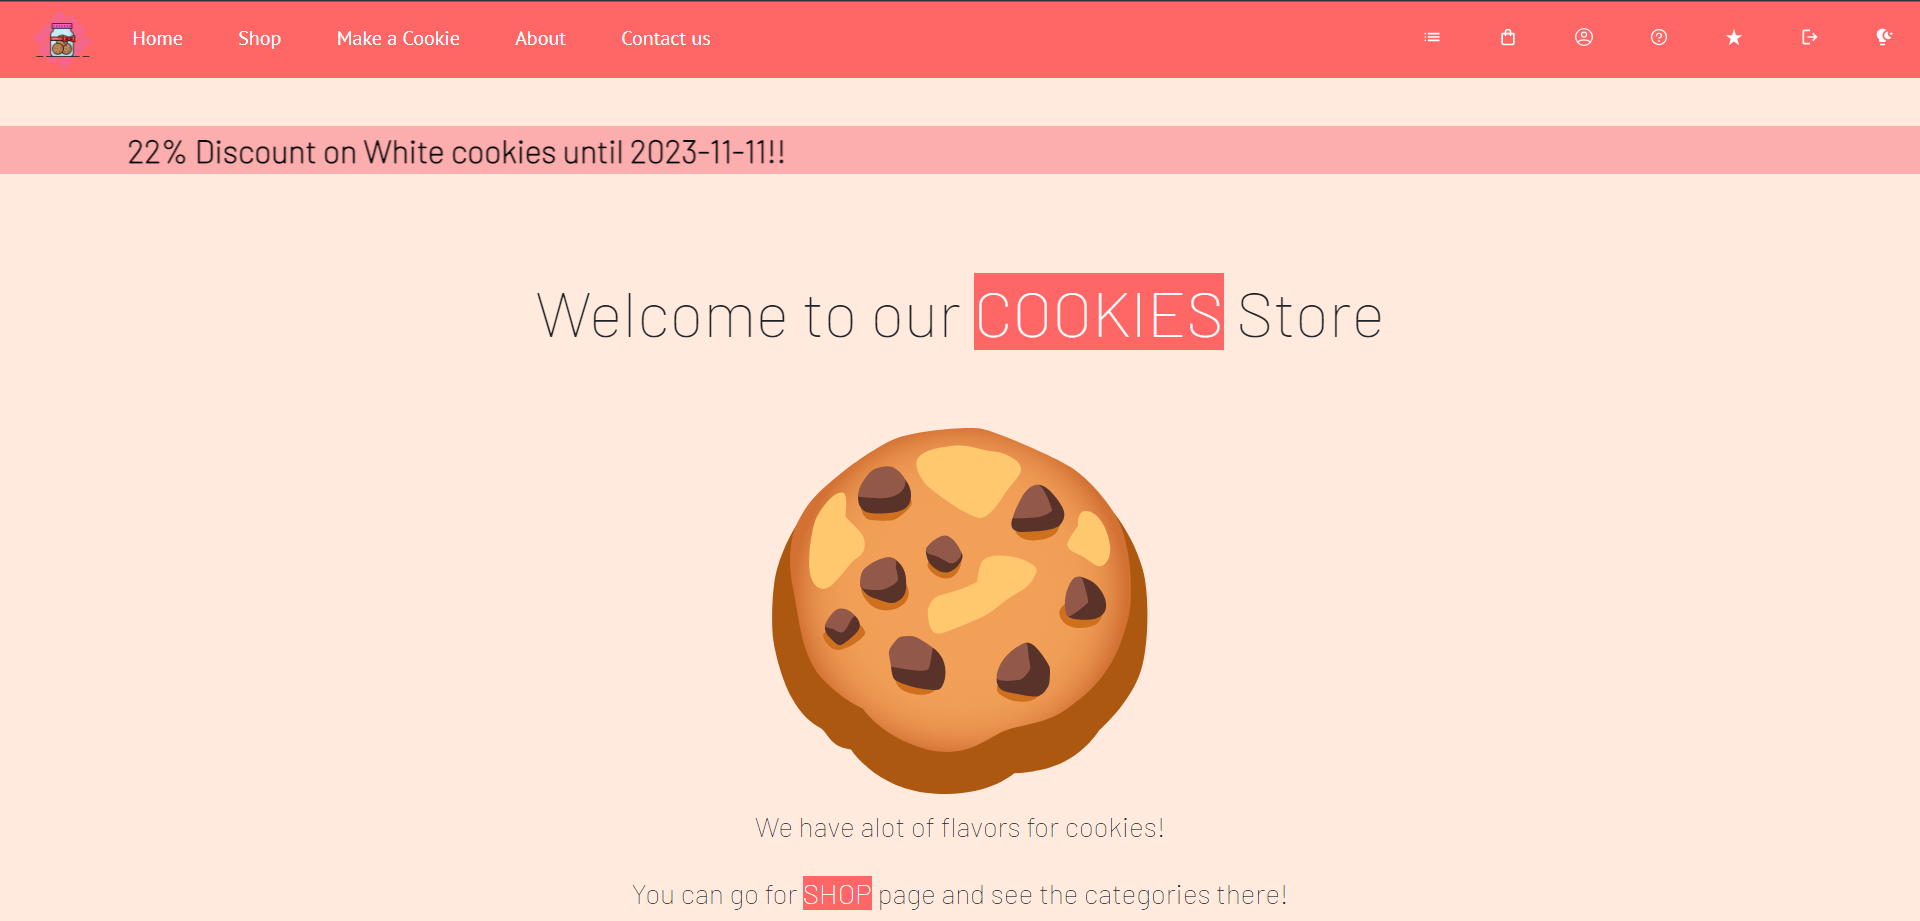 Home Shop Make a Cookie About Contact us
22% Discount on White cookies until 2023-11-11!!
Welcome to our COOKIES Store
We have alot of flavors for cookies!
You can go for SHOP page and see the categories there!